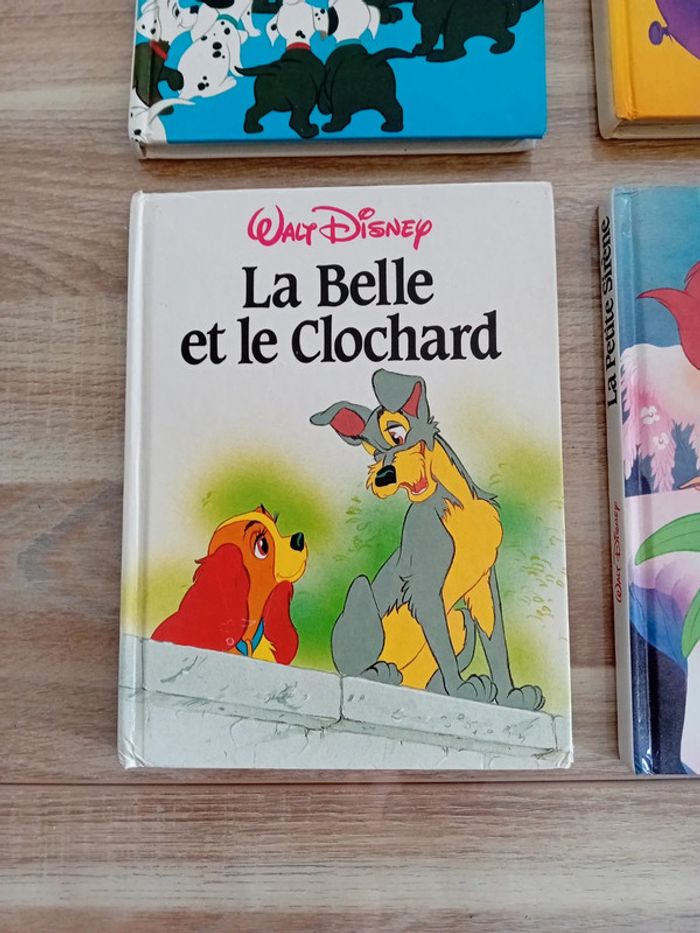 Walt Disney
La Belle
et le Clochard
La Petite Sirène
Walt Disney